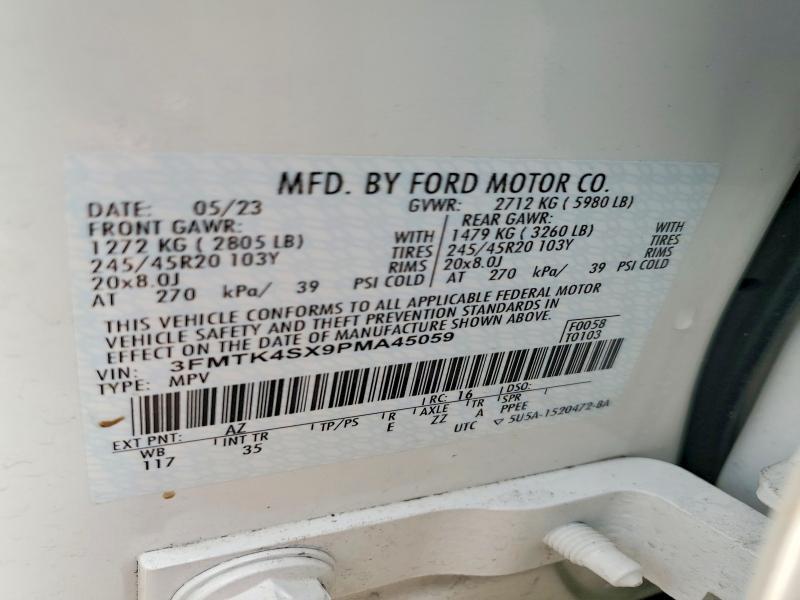 MFD. BY FORD MOTOR CO.
DATE: 05/23 GVWR: 2712 KG ( 5980 LB)
FRONT GAWR: REAR GAWR:
1272 KG ( 2805 LB) WITH 1479 KG ( 3260 LB) WITH
245/45R20 103Y TIRES 245/45R20 103Y TIRES
20x8.0J RIMS 20x8.0J RIMS
AT 270 kPa/ 39 PSI COLD AT 270 kPa/ 39 PSI COLD
THIS VEHICLE CONFORMS TO ALL APPLICABLE FEDERAL MOTOR
VEHICLE SAFETY AND THEFT PREVENTION STANDARDS IN
EFFECT ON THE DATE OF MANUFACTURE SHOWN ABOVE.
VIN: 3FMTK4SX9PMA45059 F0058
TYPE: MPV T0103
EXT PNT: AZ RC: 16 DSO:
WB INT TR TP/PS R AXLE TR SPR
117 35 E ZZ A PPEE
UTC 5U5A-1520472-BA